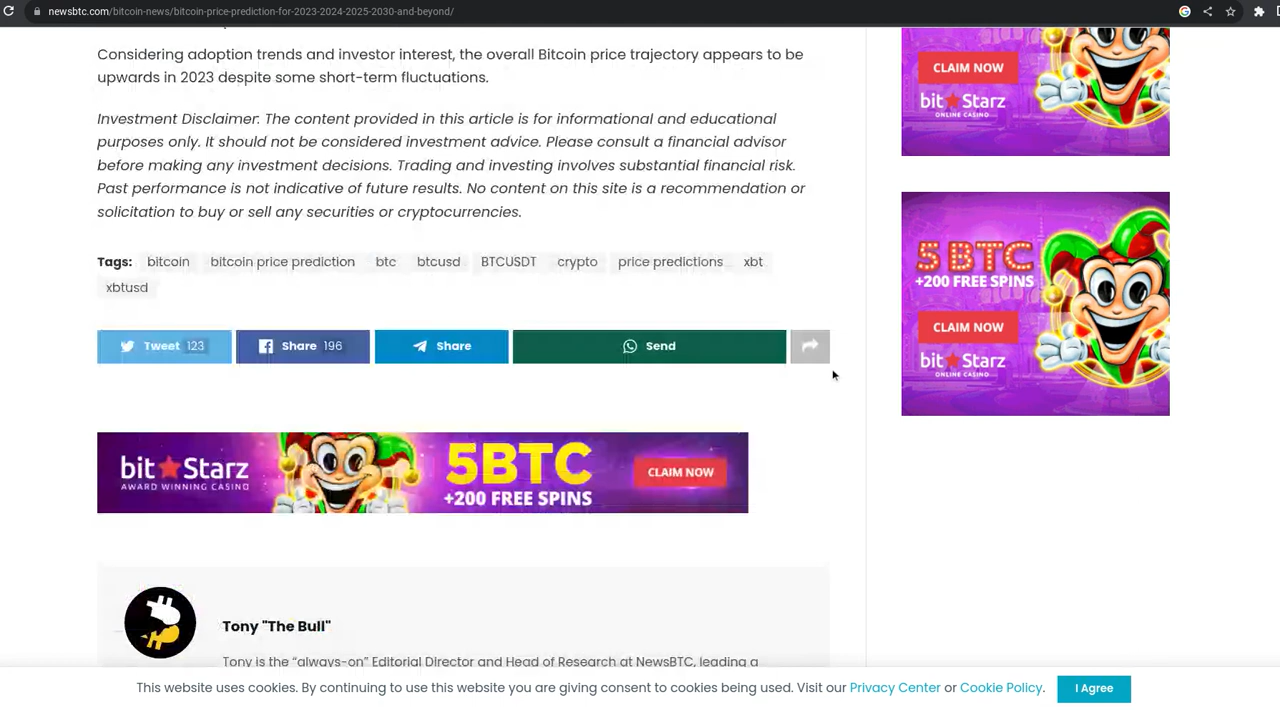 newsbtc.com/bitcoin-news/bitcoin-price-prediction-for-2023-2024-2025-2030-and-beyond/
Considering adoption trends and investor interest, the overall Bitcoin price trajectory appears to be
upwards in 2023 despite some short-term fluctuations.
Investment Disclaimer: The content provided in this article is for informational and educational
purposes only. It should not be considered investment advice. Please consult a financial advisor
before making any investment decisions. Trading and investing involves substantial financial risk.
Past performance is not indicative of future results. No content on this site is a recommendation or
solicitation to buy or sell any securities or cryptocurrencies.
Tags: bitcoin bitcoin price prediction btc btcusd BTCUSDT crypto price predictions xbt
xbtusd
Tweet 123 Share 196 Share Send
bitStarz
AWARD WINNING CASINO
5BTC
+200 FREE SPINS
CLAIM NOW
Tony "The Bull"
Tony is the “always-on” Editorial Director and Head of Research at NewsBTC, leading a
CLAIM NOW
bitStarz
ONLINE CASINO
5 BTC
+200 FREE SPINS
CLAIM NOW
bitStarz
ONLINE CASINO
This website uses cookies. By continuing to use this website you are giving consent to cookies being used. Visit our Privacy Center or Cookie Policy. I Agree